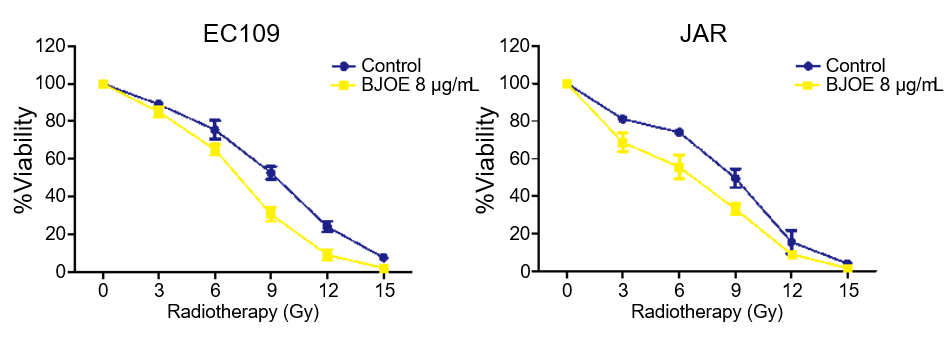 EC109
120
100
80
60
40
20
0
%Viability
Control
BJOE 8 µg/mL
0 3 6 9 12 15
Radiotherapy (Gy)
JAR
120
100
80
60
40
20
0
%Viability
Control
BJOE 8 µg/mL
0 3 6 9 12 15
Radiotherapy (Gy)